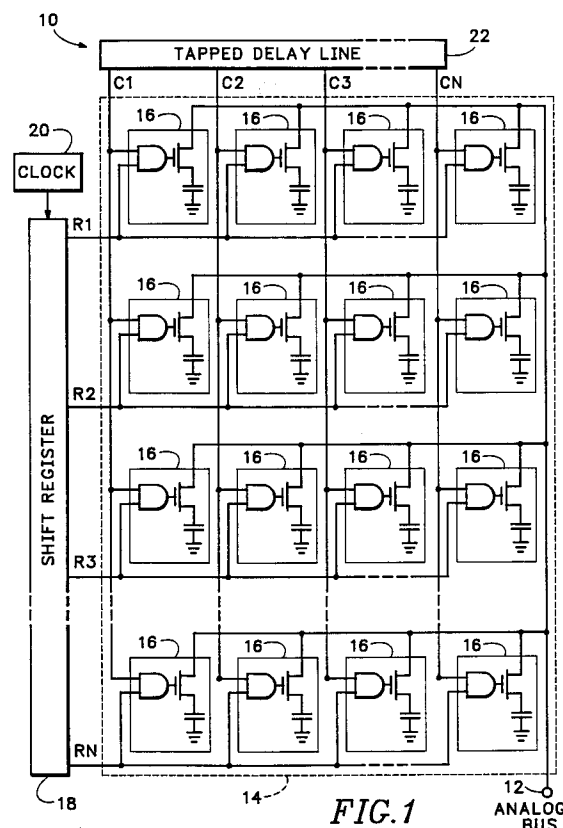 10
TAPPED DELAY LINE
22
C1 C2 C3 CN
20
16 16 16 16
CLOCK
R1
16 16 16 16
R2
16 16 16 16
SHIFT REGISTER
R3
16 16 16 16
RN
18
14
12
FIG.1
ANALOG
BUS